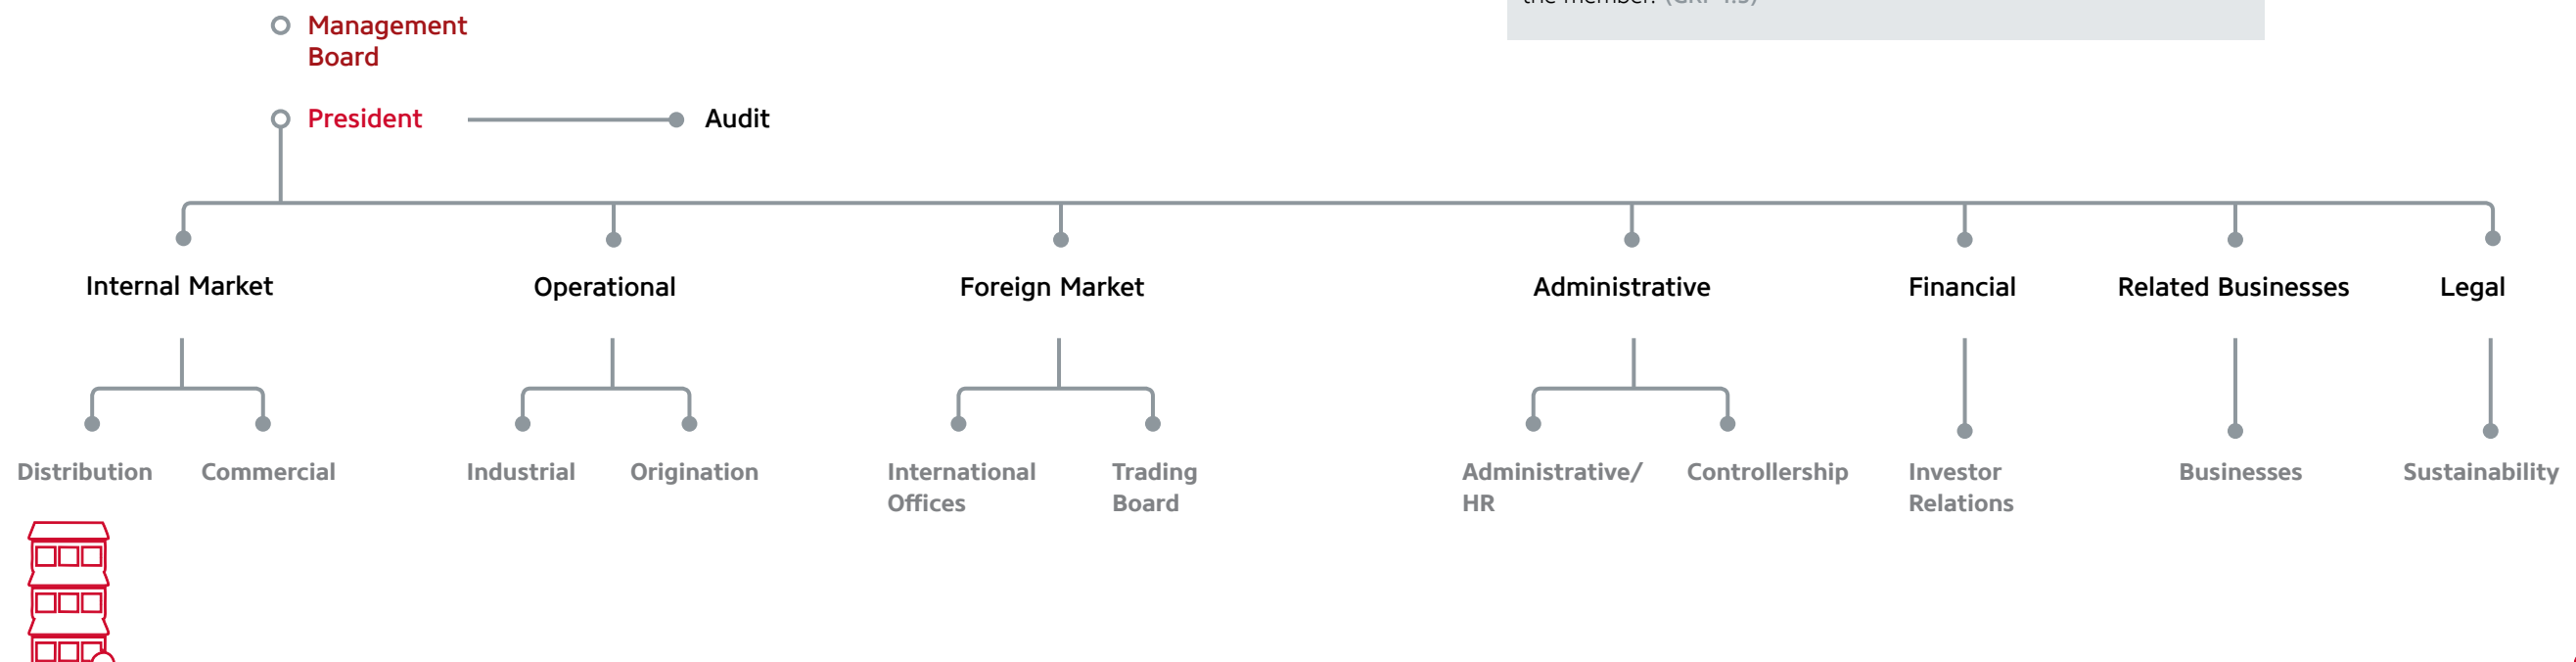 Management
Board
President
Audit
Internal Market
Operational
Foreign Market
Administrative
Financial
Related Businesses
Legal
Distribution
Commercial
Industrial
Origination
International
Offices
Trading
Board
Administrative/
HR
Controllership
Investor
Relations
Businesses
Sustainability